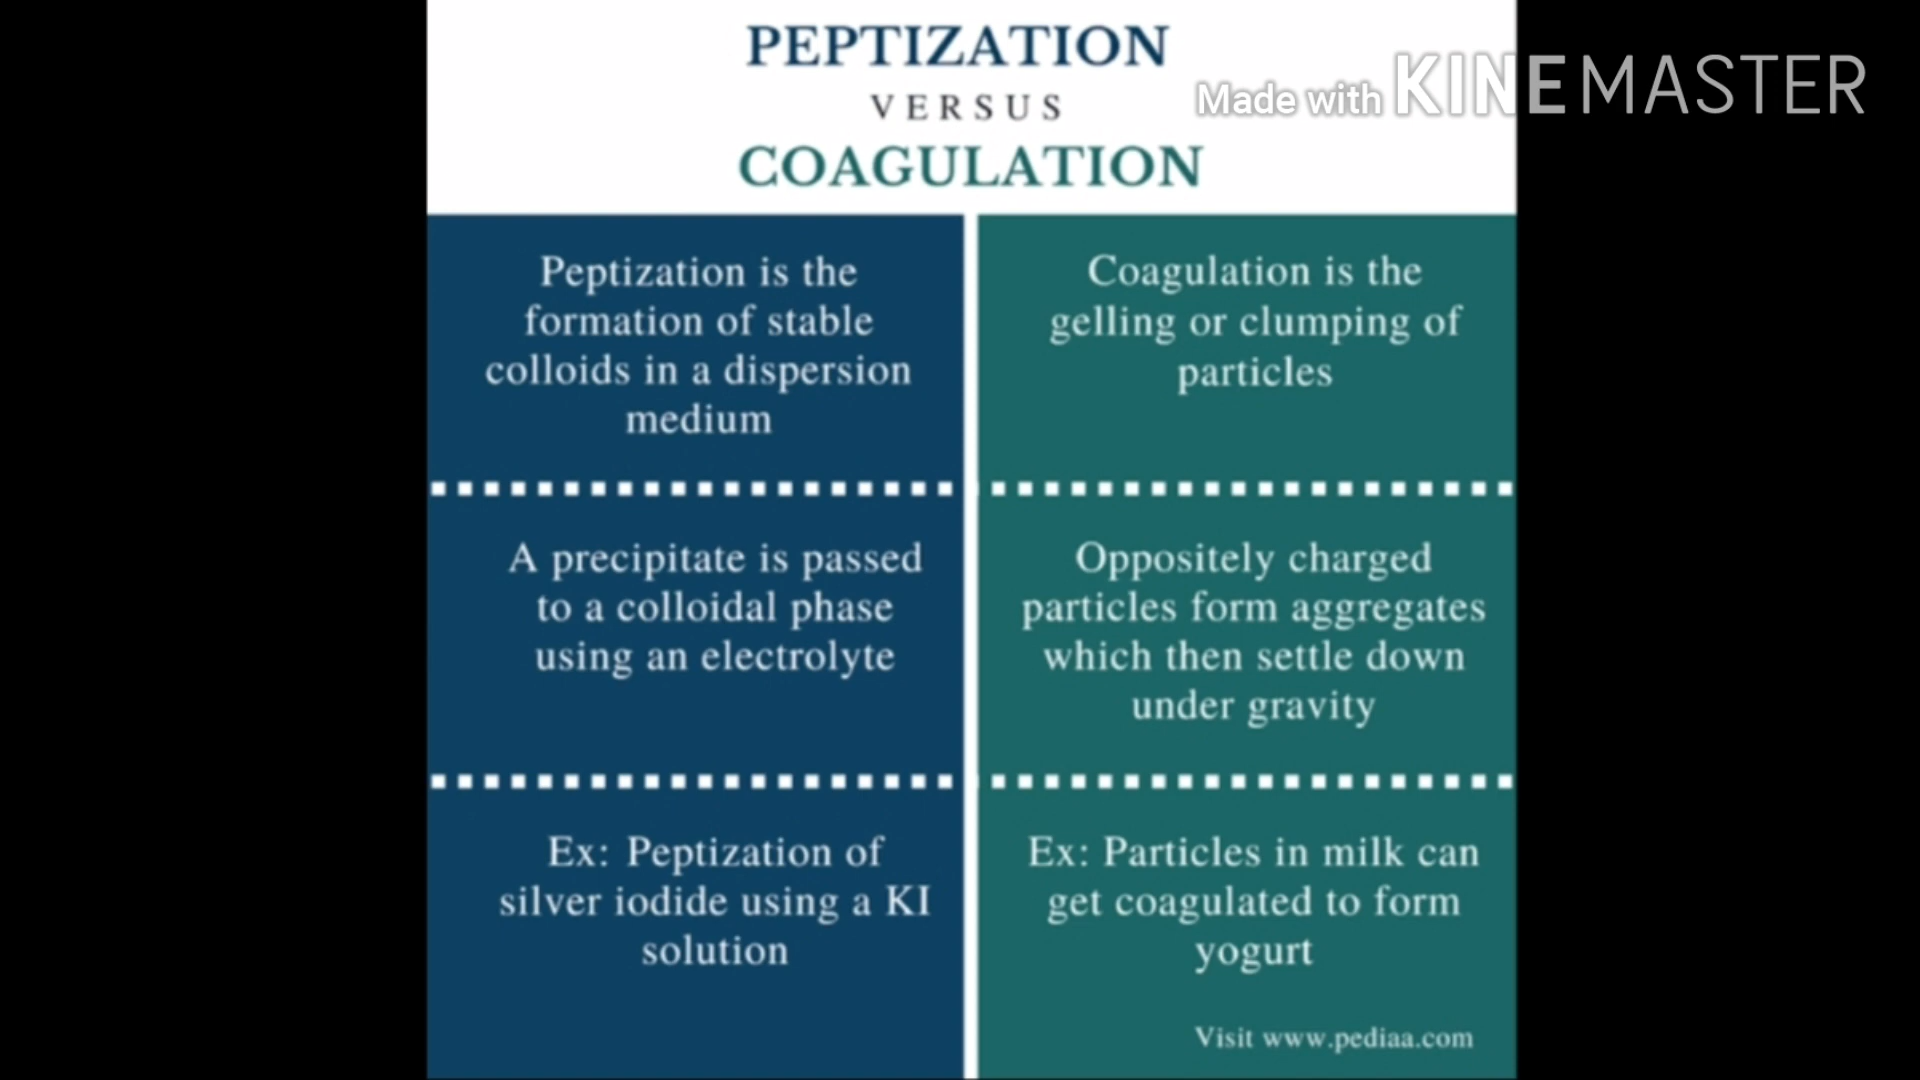 PEPTIZATION
VERSUS
COAGULATION
Made with KINEMASTER
Peptization is the
formation of stable
colloids in a dispersion
medium
Coagulation is the
gelling or clumping of
particles
A precipitate is passed
to a colloidal phase
using an electrolyte
Oppositely charged
particles form aggregates
which then settle down
under gravity
Ex: Peptization of
silver iodide using a KI
solution
Ex: Particles in milk can
get coagulated to form
yogurt
Visit www.pediaa.com